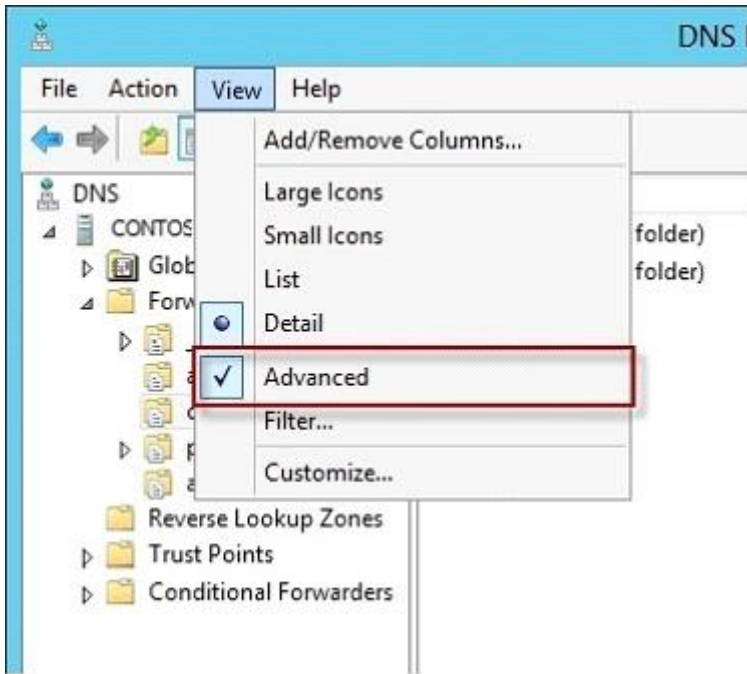 DNS
File Action View Help
Add/Remove Columns...
DNS
Large Icons
CONTOS
Small Icons
folder)
Glob
folder)
List
Forw
Detail
Advanced
Filter...
Customize...
Reverse Lookup Zones
Trust Points
Conditional Forwarders